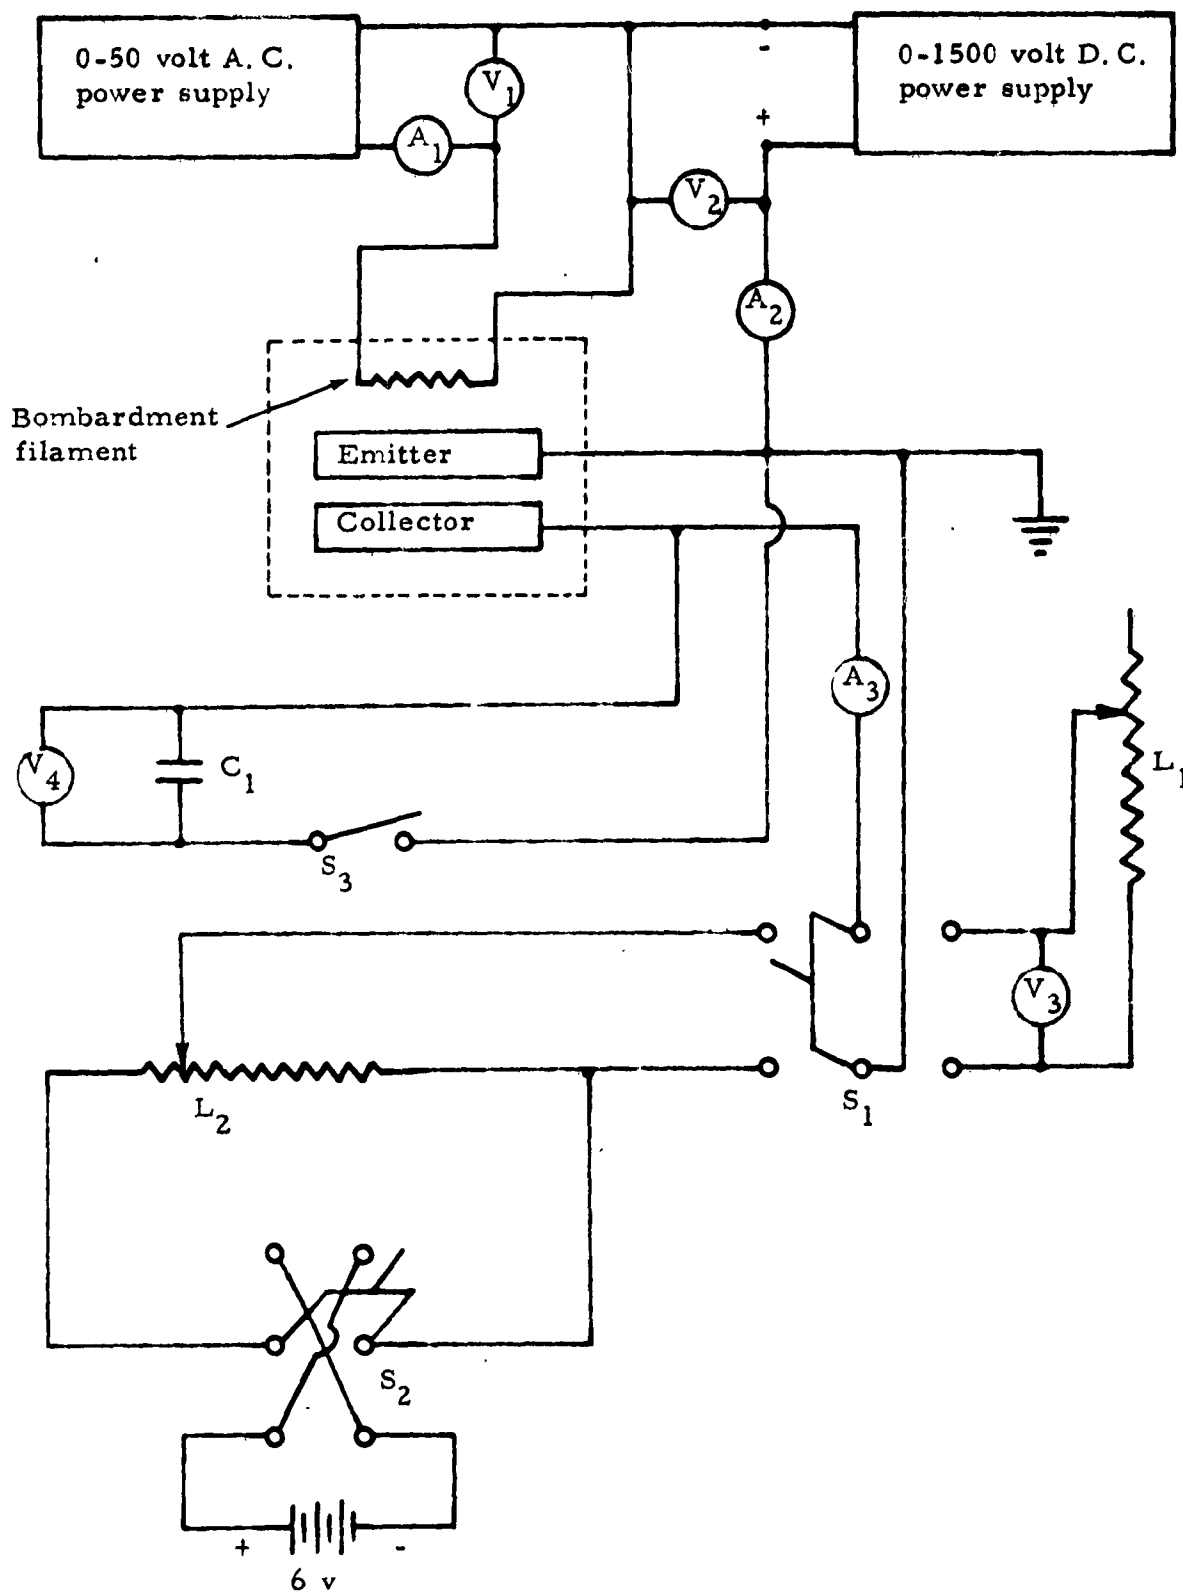 0-50 volt A. C.
power supply
0-1500 volt D. C.
power supply
V1
A1
-
+
V2
A2
Bombardment
filament
Emitter
Collector
A3
V4
C1
L1
S3
V3
L2
S1
S2
+
-
6 v